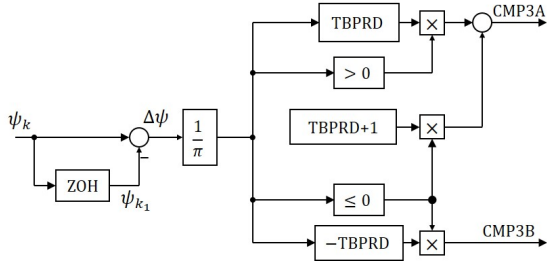 CMP3A
TBPRD
×
> 0
ψₖ
Δψ
1/π
TBPRD+1
×
−
ZOH
ψₖ₁
≤ 0
−TBPRD
×
CMP3B